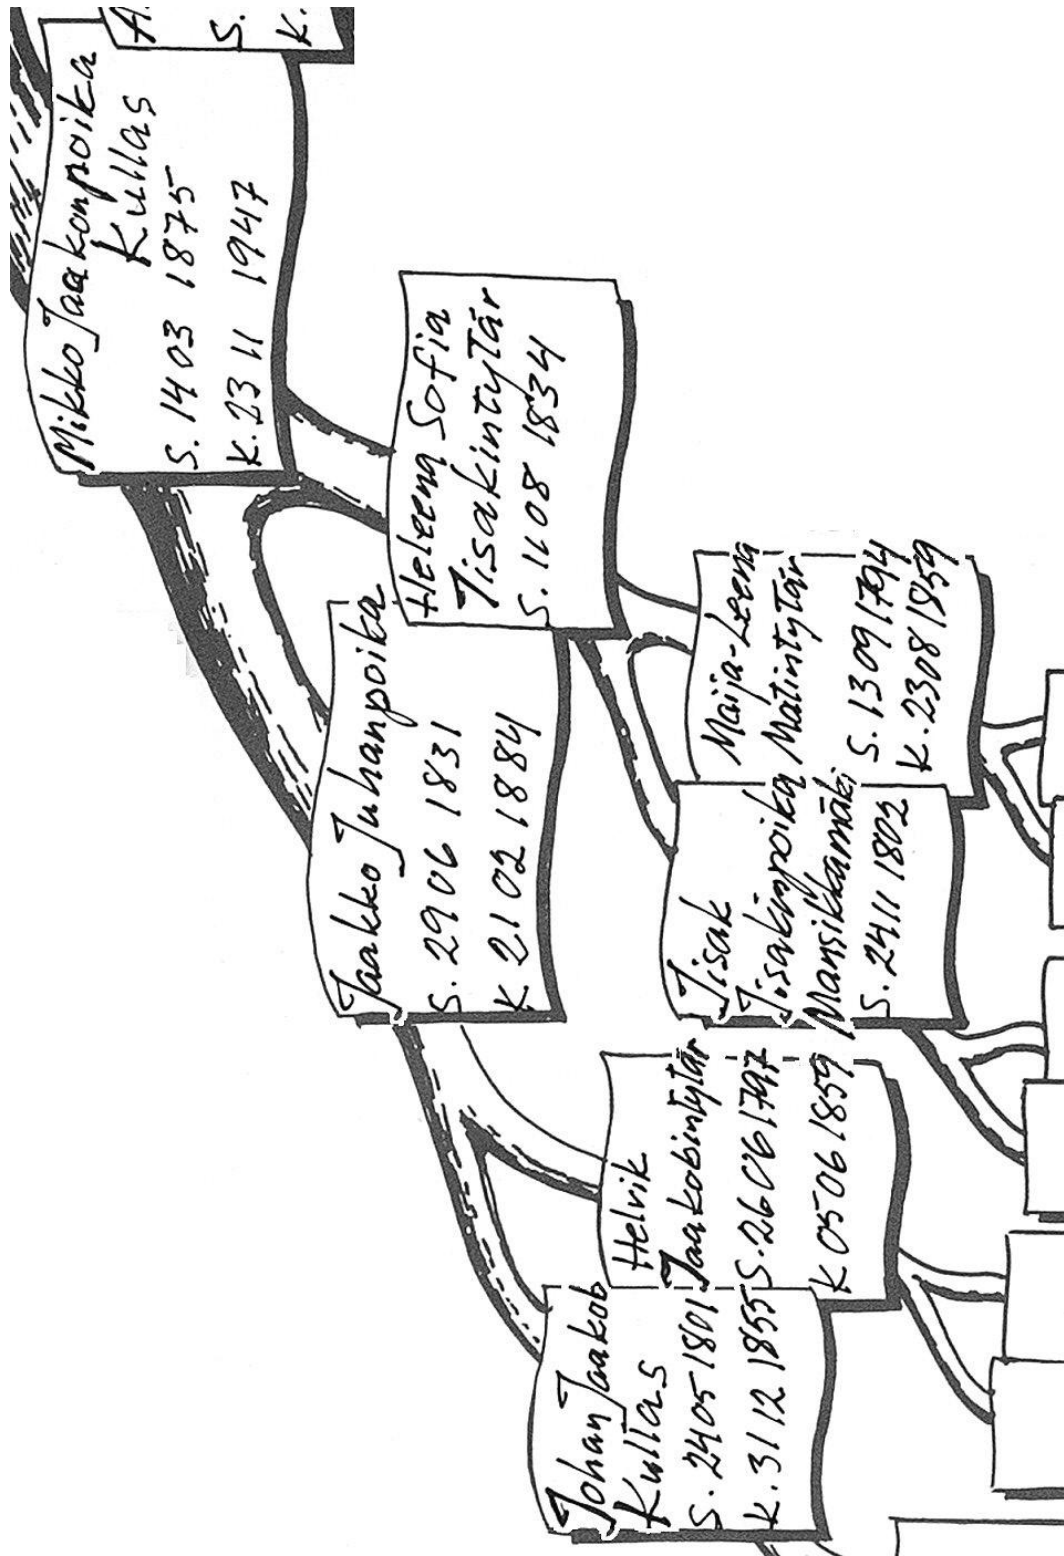 A.
S.
K.
Mikko Jaakonpoika
Kullas
S. 14 03 1875
K. 23 11 1947
Heleena Sofia
Iisakintytär
S. 11 08 1834
Jaakko Juhanpoika
S. 29 06 1831
K 21 02 1884
Maija-Leena
Matintytär
S. 13 09 1794
K. 23 08 1859
Iisak
Iisakinpoika
Mansikkamäki
S. 24 11 1802
Helvik
Jaakobintytär
S. 26 06 1797
K 05 06 1859
Johan Jaakob
Kullas
S. 24 05 1801
K. 31 12 1855